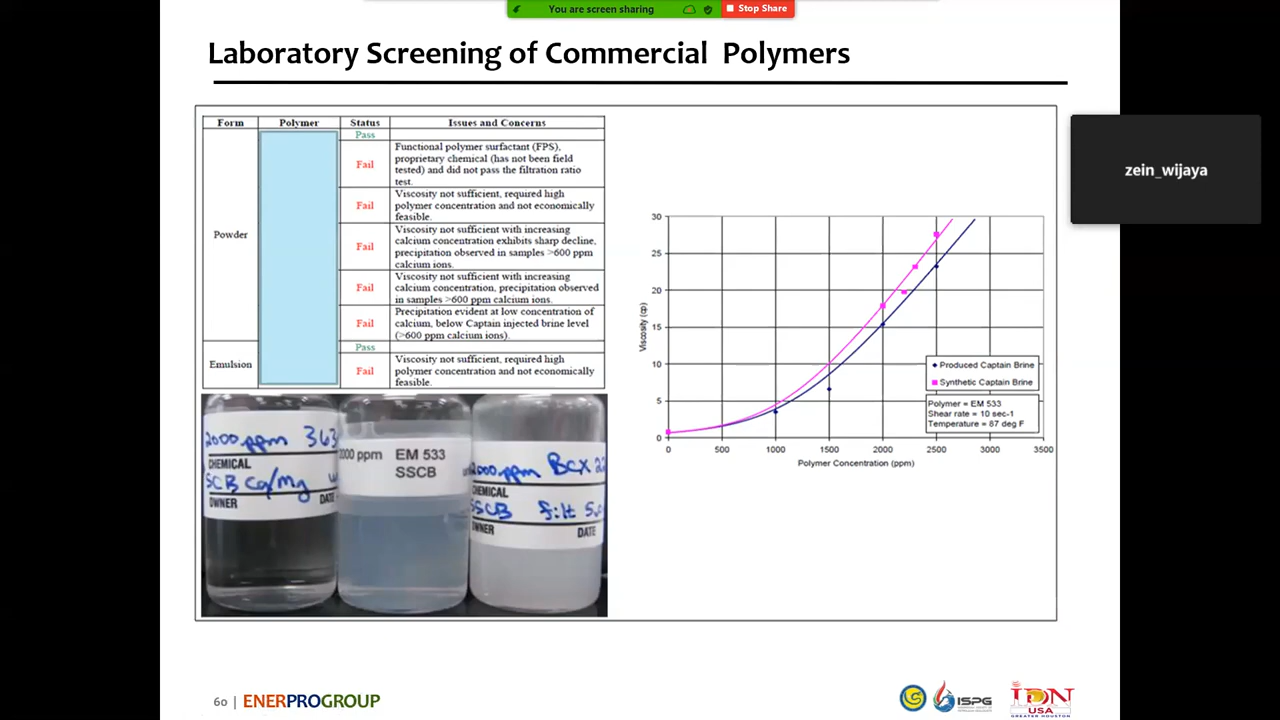 You are screen sharing
Stop Share
Laboratory Screening of Commercial Polymers
Form Polymer Status Issues and Concerns
Pass
Powder
Fail
Functional polymer surfactant (FPS),
proprietary chemical (has not been field
tested) and did not pass the filtration ratio
test.
Fail
Viscosity not sufficient, required high
polymer concentration and not economically
feasible.
Fail
Viscosity not sufficient with increasing
calcium concentration exhibits sharp decline,
precipitation observed in samples >600 ppm
calcium ions.
Fail
Viscosity not sufficient with increasing
calcium concentration, precipitation observed
in samples >600 ppm calcium ions.
Fail
Precipitation evident at low concentration of
calcium, below Captain injected brine level
(>600 ppm calcium ions).
Emulsion
Pass
Fail
Viscosity not sufficient, required high
polymer concentration and not economically
feasible.
2000 ppm 363
CHEMICAL
SCB Ca/Mg
OWNER DATE
2000 ppm EM 533
SSCB
2000 ppm BCX
CHEMICAL
SSCB filt
OWNER
DATE
30
25
20
15
10
5
0
Viscosity (cp)
0 500 1000 1500 2000 2500 3000 3500
Polymer Concentration (ppm)
Produced Captain Brine
Synthetic Captain Brine
Polymer = EM 533
Shear rate = 10 sec-1
Temperature = 87 deg F
zein_wijaya
60 | ENERPROGROUP
ISPG
IDN
USA
GREATER HOUSTON